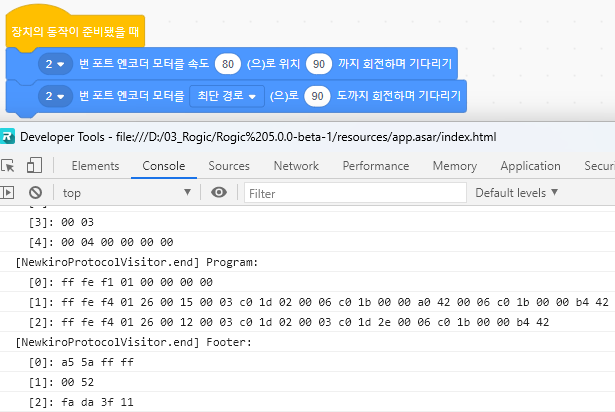 장치의 동작이 준비됐을 때
2 번 포트 엔코더 모터를 속도 80 (으)로 위치 90 까지 회전하며 기다리기
2 번 포트 엔코더 모터를 최단 경로 (으)로 90 도까지 회전하며 기다리기
Developer Tools - file:///D:/03_Rogic/Rogic%205.0.0-beta-1/resources/app.asar/index.html
Elements Console Sources Network Performance Memory Application Securi
top Filter Default levels
[3]: 00 03
[4]: 00 04 00 00 00 00
[NewkiroProtocolVisitor.end] Program:
[0]: ff fe f1 01 00 00 00 00
[1]: ff fe f4 01 26 00 15 00 03 c0 1d 02 00 06 c0 1b 00 00 a0 42 00 06 c0 1b 00 00 b4 42
[2]: ff fe f4 01 26 00 12 00 03 c0 1d 02 00 03 c0 1d 2e 00 06 c0 1b 00 00 b4 42
[NewkiroProtocolVisitor.end] Footer:
[0]: a5 5a ff ff
[1]: 00 52
[2]: fa da 3f 11